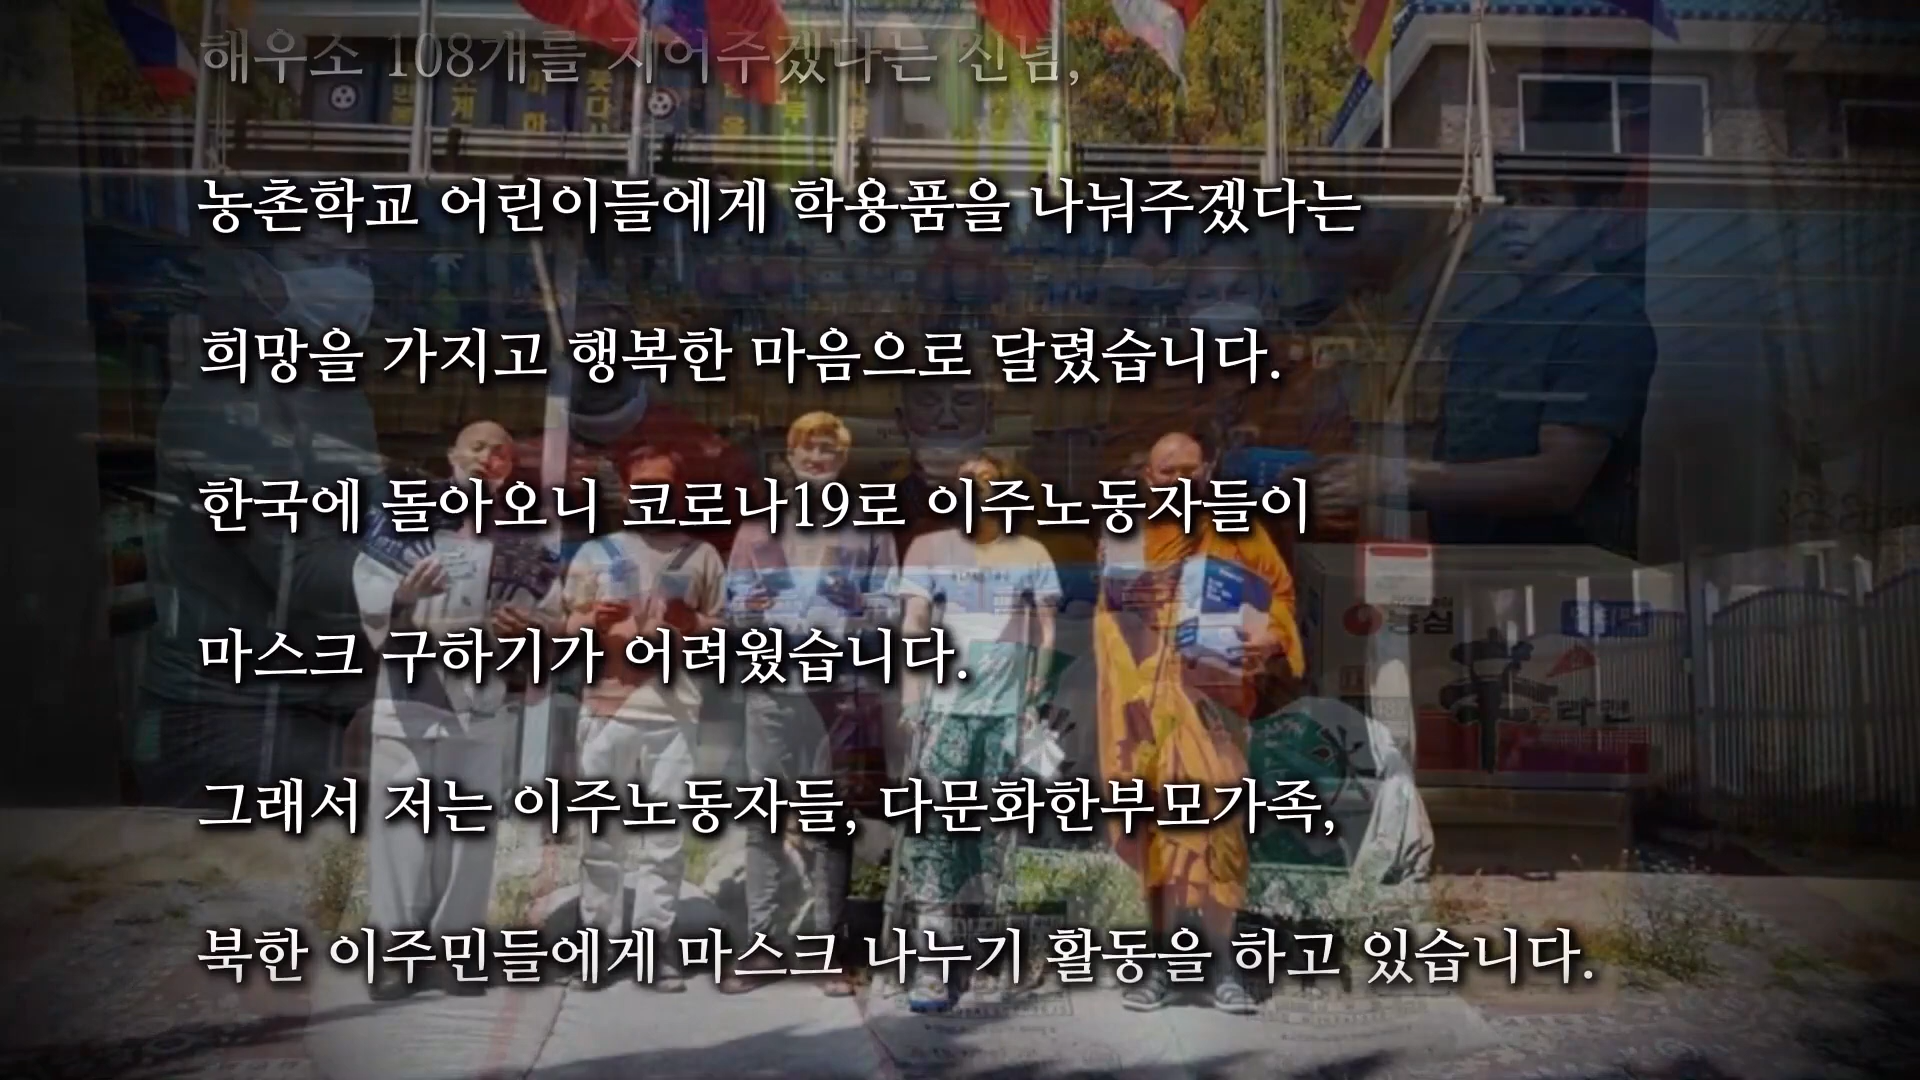 해우소 108개를 지어주겠다는 신념,
농촌학교 어린이들에게 학용품을 나눠주겠다는
희망을 가지고 행복한 마음으로 달렸습니다.
한국에 돌아오니 코로나19로 이주노동자들이
마스크 구하기가 어려웠습니다.
그래서 저는 이주노동자들, 다문화한부모가족,
북한 이주민들에게 마스크 나누기 활동을 하고 있습니다.
농심
라면